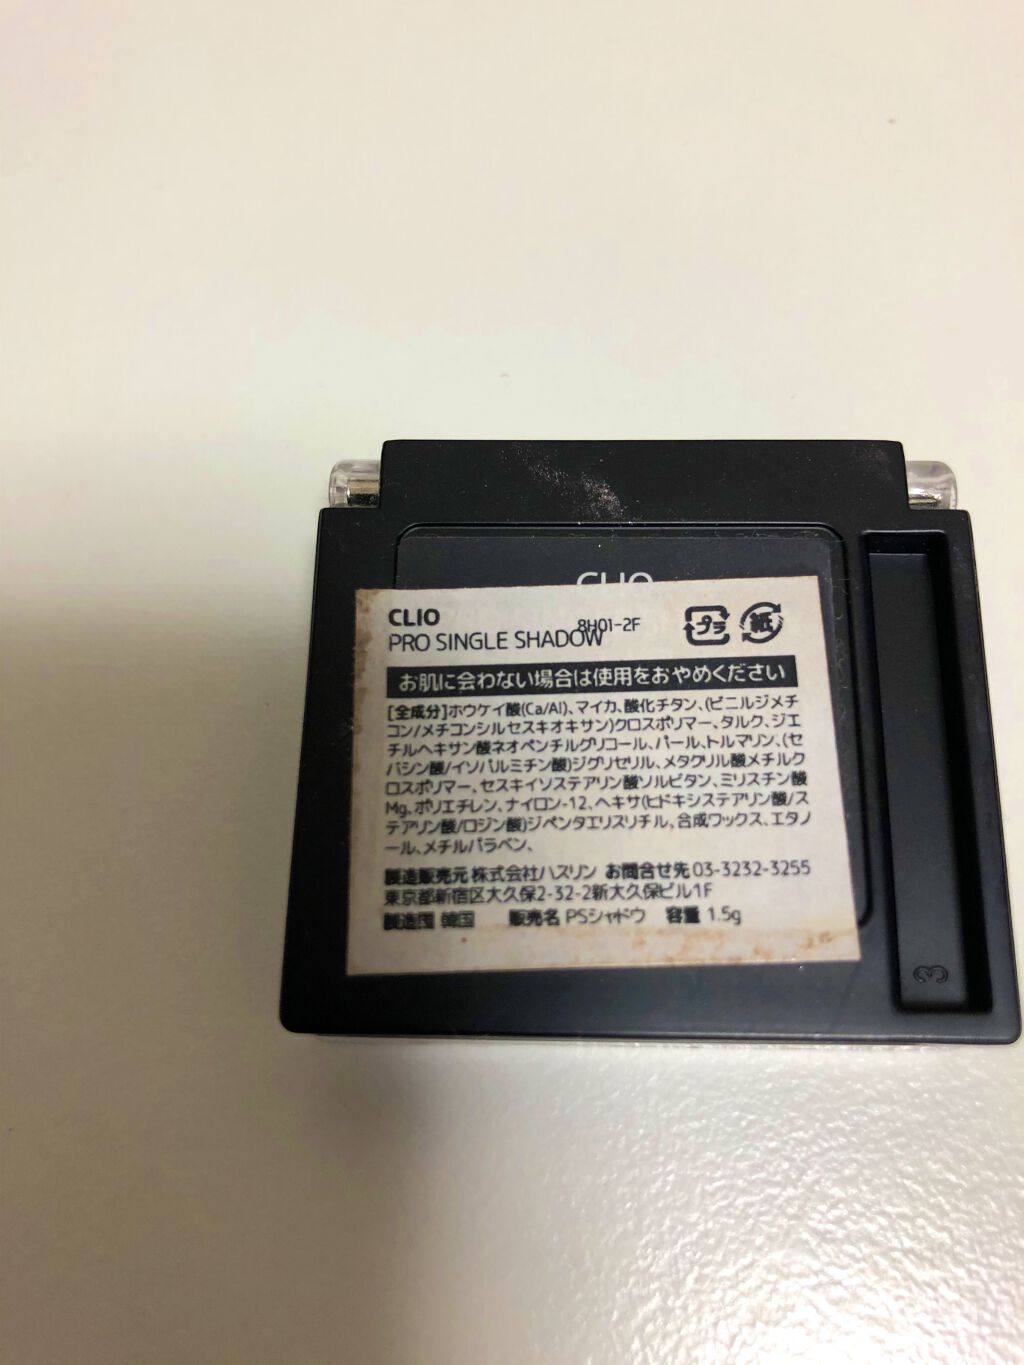 CLIO
CLIO
8H01-2F
PRO SINGLE SHADOW
プラ
紙
お肌に会わない場合は使用をおやめください
[全成分]ホウケイ酸(Ca/Al)、マイカ、酸化チタン、(ビニルジメチ
コン/メチコンシルセスキオキサン)クロスポリマー、タルク、ジエ
チルヘキサン酸ネオペンチルグリコール、パール、トルマリン、(セ
バシン酸/イソパルミチン酸)ジグリセリル、メタクリル酸メチルク
ロスポリマー、セスキイソステアリン酸ソルビタン、ミリスチン酸
Mg、ポリエチレン、ナイロン-12、ヘキサ(ヒドキシステアリン酸/ス
テアリン酸/ロジン酸)ジペンタエリスリチル、合成ワックス、エタノ
ール、メチルパラベン、
製造販売元 株式会社ハスリン お問合せ先 03-3232-3255
東京都新宿区大久保2-32-2新大久保ビル1F
製造国 韓国 販売名 PSシャドウ 容量 1.5g